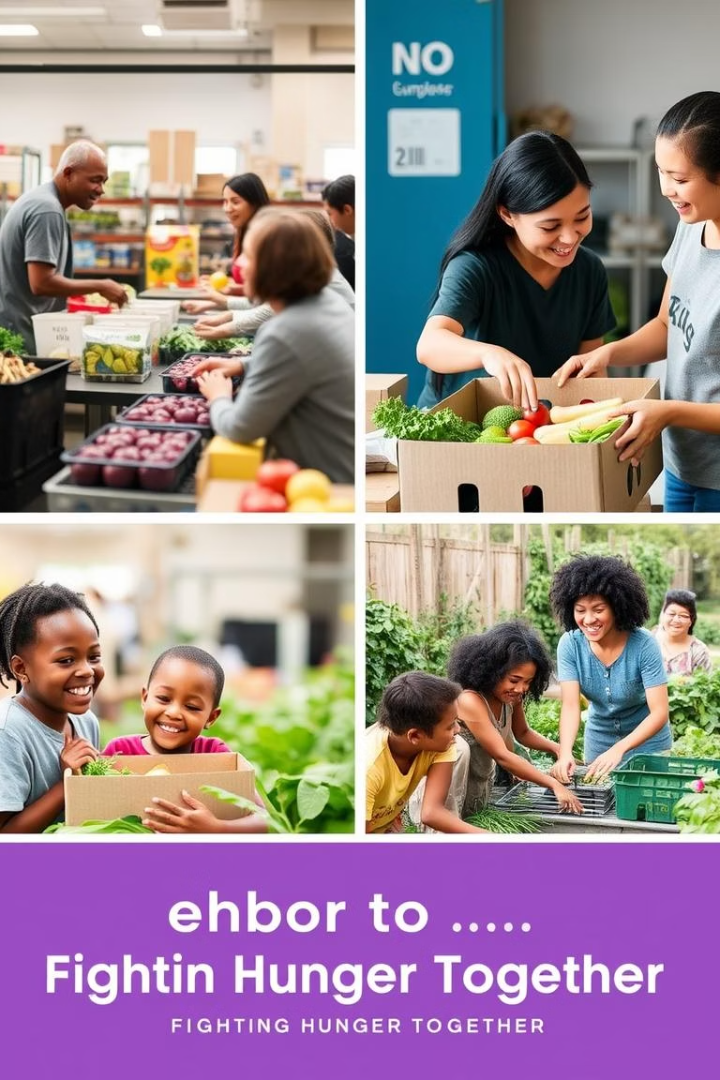 NO
ehbor to .....
Fightin Hunger Together
FIGHTING HUNGER TOGETHER